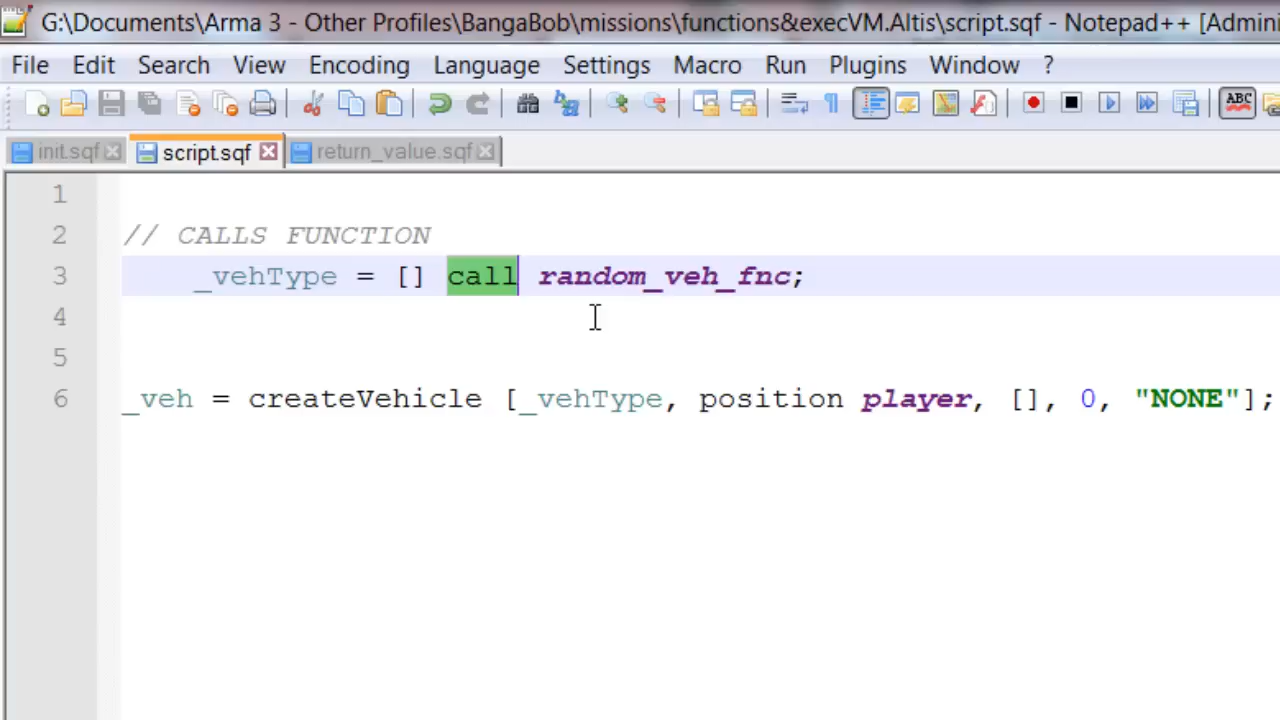 G:\Documents\Arma 3 - Other Profiles\BangaBob\missions\functions&execVM.Altis\script.sqf - Notepad++ [Admini
File Edit Search View Encoding Language Settings Macro Run Plugins Window ?
ABC
init.sqf script.sqf return_value.sqf
1
2 // CALLS FUNCTION
3 _vehType = [] call random_veh_fnc;
4
5
6 _veh = createVehicle [_vehType, position player, [], 0, "NONE"];